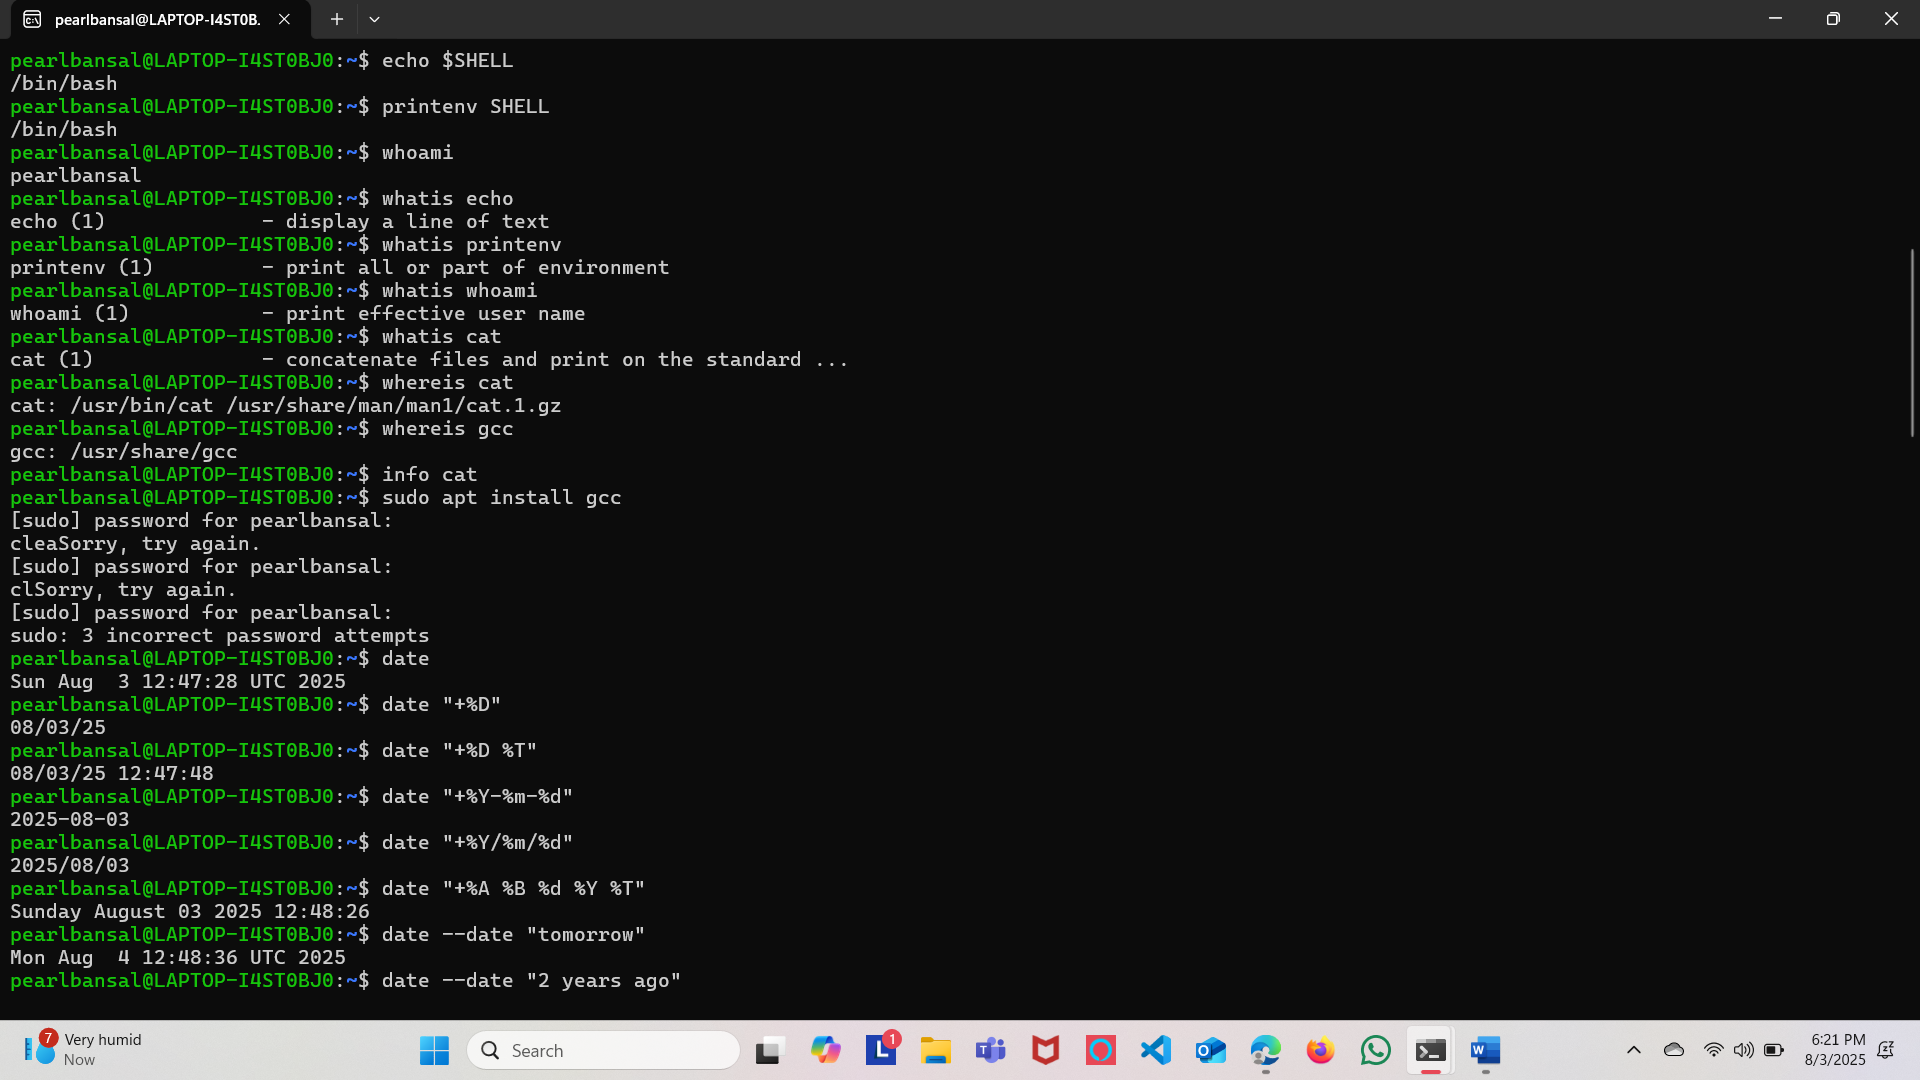 pearlbansal@LAPTOP-I4ST0B.
pearlbansal@LAPTOP-I4ST0BJ0:~$ echo $SHELL
/bin/bash
pearlbansal@LAPTOP-I4ST0BJ0:~$ printenv SHELL
/bin/bash
pearlbansal@LAPTOP-I4ST0BJ0:~$ whoami
pearlbansal
pearlbansal@LAPTOP-I4ST0BJ0:~$ whatis echo
echo (1)             - display a line of text
pearlbansal@LAPTOP-I4ST0BJ0:~$ whatis printenv
printenv (1)         - print all or part of environment
pearlbansal@LAPTOP-I4ST0BJ0:~$ whatis whoami
whoami (1)           - print effective user name
pearlbansal@LAPTOP-I4ST0BJ0:~$ whatis cat
cat (1)              - concatenate files and print on the standard ...
pearlbansal@LAPTOP-I4ST0BJ0:~$ whereis cat
cat: /usr/bin/cat /usr/share/man/man1/cat.1.gz
pearlbansal@LAPTOP-I4ST0BJ0:~$ whereis gcc
gcc: /usr/share/gcc
pearlbansal@LAPTOP-I4ST0BJ0:~$ info cat
pearlbansal@LAPTOP-I4ST0BJ0:~$ sudo apt install gcc
[sudo] password for pearlbansal:
cleaSorry, try again.
[sudo] password for pearlbansal:
clSorry, try again.
[sudo] password for pearlbansal:
sudo: 3 incorrect password attempts
pearlbansal@LAPTOP-I4ST0BJ0:~$ date
Sun Aug  3 12:47:28 UTC 2025
pearlbansal@LAPTOP-I4ST0BJ0:~$ date "+%D"
08/03/25
pearlbansal@LAPTOP-I4ST0BJ0:~$ date "+%D %T"
08/03/25 12:47:48
pearlbansal@LAPTOP-I4ST0BJ0:~$ date "+%Y-%m-%d"
2025-08-03
pearlbansal@LAPTOP-I4ST0BJ0:~$ date "+%Y/%m/%d"
2025/08/03
pearlbansal@LAPTOP-I4ST0BJ0:~$ date "+%A %B %d %Y %T"
Sunday August 03 2025 12:48:26
pearlbansal@LAPTOP-I4ST0BJ0:~$ date --date "tomorrow"
Mon Aug  4 12:48:36 UTC 2025
pearlbansal@LAPTOP-I4ST0BJ0:~$ date --date "2 years ago"
7 Very humid
Now
Search
1
6:21 PM
8/3/2025